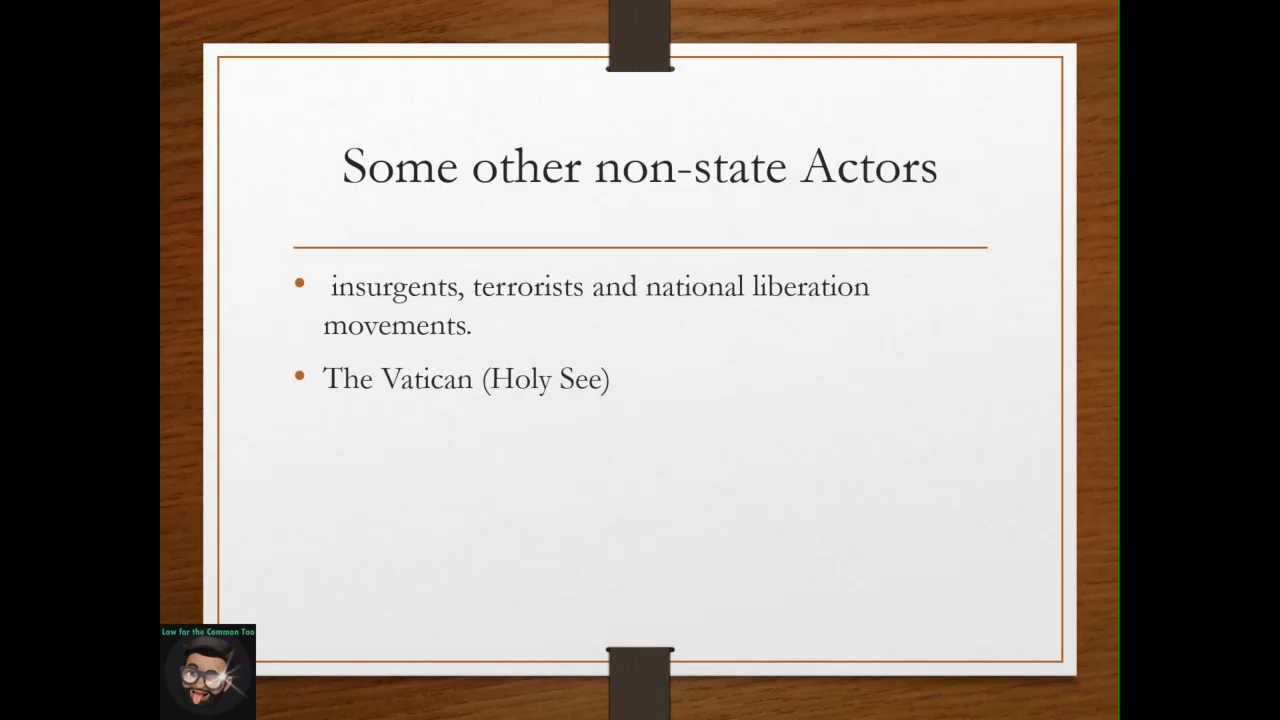 Some other non-state Actors
• insurgents, terrorists and national liberation
movements.
• The Vatican (Holy See)
Law for the Common Tao